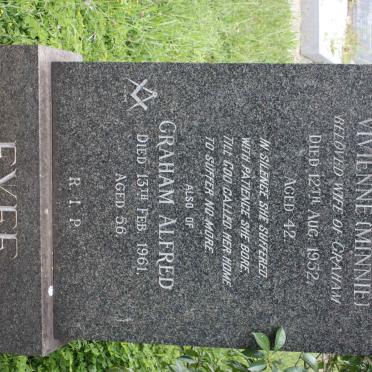 VIVIENNE (MINNIE)
BELOVED WIFE OF GRAHAM
DIED 12TH AUG. 1952.
AGED 42.
IN SILENCE SHE SUFFERED
WITH PATIENCE SHE BORE
TILL GOD CALLED HER HOME
TO SUFFER NO MORE.
ALSO OF
GRAHAM ALFRED
DIED 13TH FEB. 1961.
AGED 56.
R. I. P.